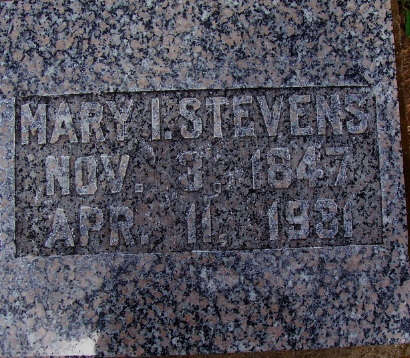 MARY I. STEVENS
NOV. 3, 1847
APR. 11, 1931